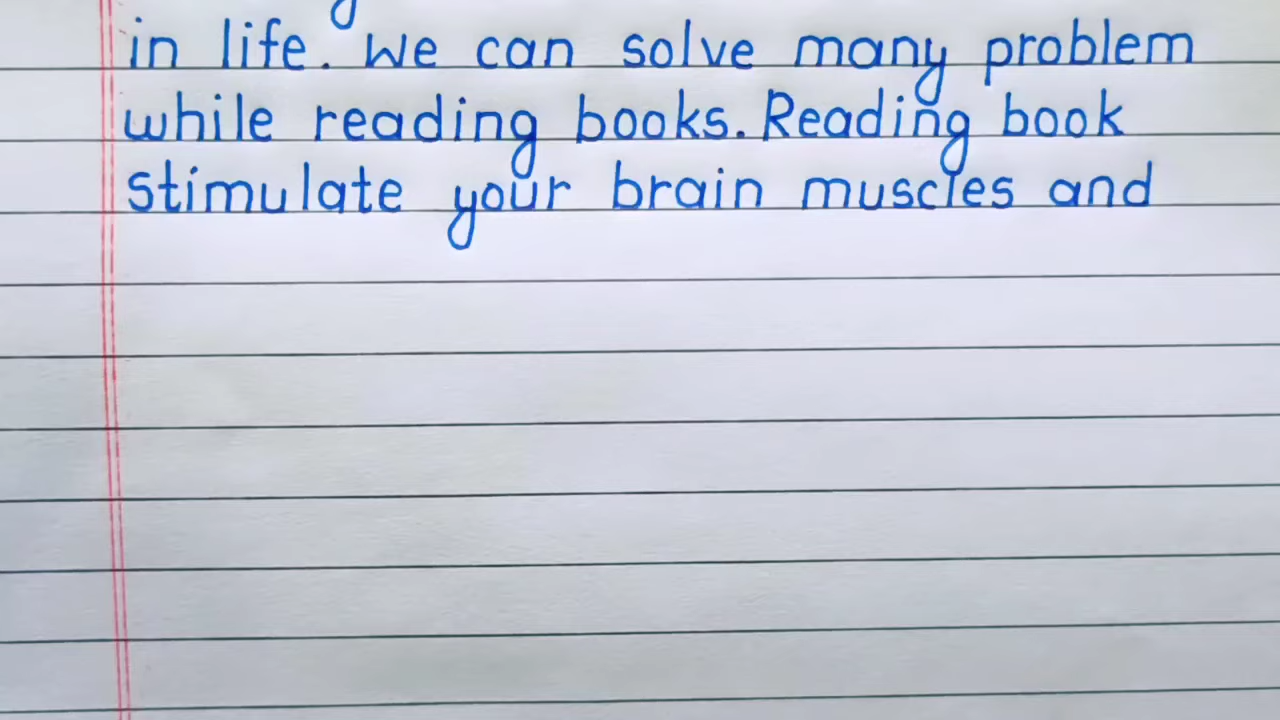 in life. We can solve many problem
while reading books. Reading book
stimulate your brain muscles and